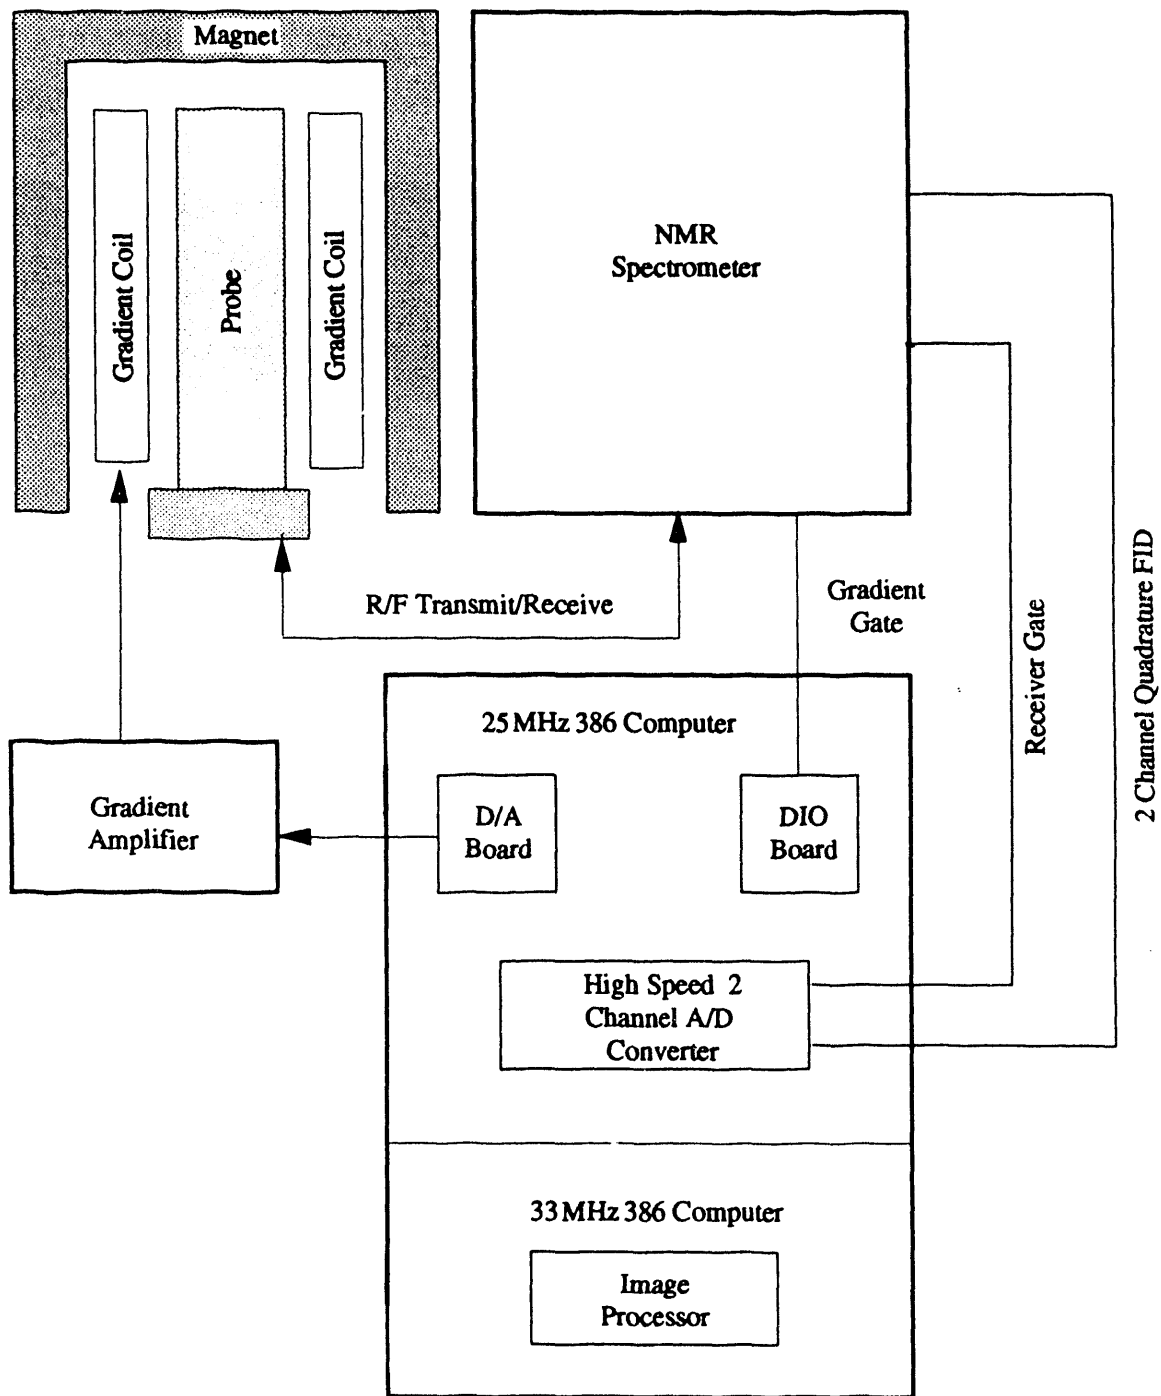 Magnet
Gradient Coil
Probe
Gradient Coil
NMR
Spectrometer
R/F Transmit/Receive
Gradient
Gate
Receiver Gate
2 Channel Quadrature FID
25 MHz 386 Computer
Gradient
Amplifier
D/A
Board
DIO
Board
High Speed 2
Channel A/D
Converter
33 MHz 386 Computer
Image
Processor